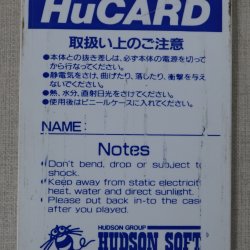 HuCARD
取扱い上のご注意
●本体との抜き差しは、必ず本体の電源を切って
から行なってください。
●静電気をさけ、曲げたり、落したり、衝撃を与え
ないでください。
●熱、水分、直射日光をさけてください。
●使用後はビニールケースに入れてください。
NAME:
Notes
●Don't bend, drop or subject to
shock.
●Keep away from static electricit
heat, water and direct sunlight.
●Please put back in-to the cas
after you played.
HUDSON GROUP
HUDSON SOFT